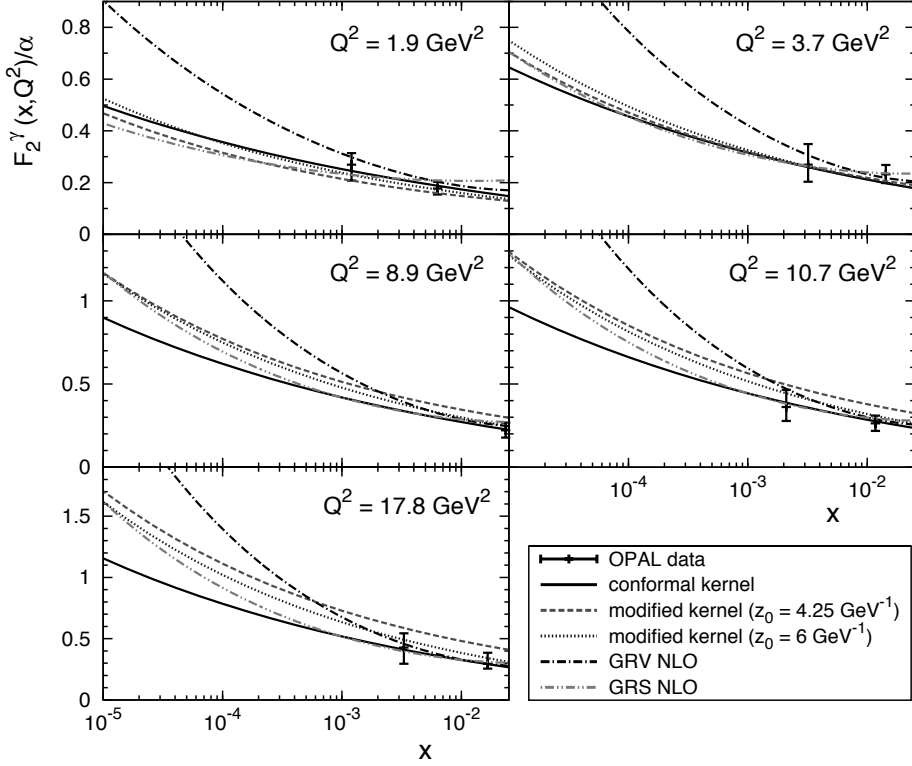 F₂^γ(x,Q²)/α
0.8
0.6
0.4
0.2
0
Q² = 1.9 GeV²
Q² = 3.7 GeV²
1
0.5
0
Q² = 8.9 GeV²
Q² = 10.7 GeV²
10⁻⁴
10⁻³
10⁻²
x
1.5
1
0.5
0
Q² = 17.8 GeV²
10⁻⁵
10⁻⁴
10⁻³
10⁻²
x
OPAL data
conformal kernel
modified kernel (z₀ = 4.25 GeV⁻¹)
modified kernel (z₀ = 6 GeV⁻¹)
GRV NLO
GRS NLO